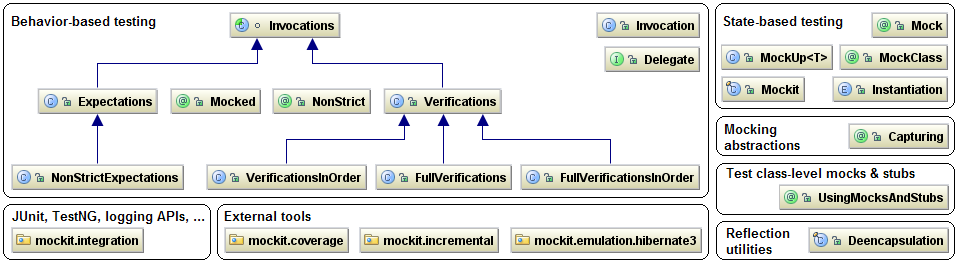 Behavior-based testing
Invocations
Invocation
Delegate
Expectations
Mocked
NonStrict
Verifications
NonStrictExpectations
VerificationsInOrder
FullVerifications
FullVerificationsInOrder
State-based testing
Mock
MockUp<T>
MockClass
Mockit
Instantiation
Mocking
abstractions
Capturing
Test class-level mocks & stubs
UsingMocksAndStubs
JUnit, TestNG, logging APIs, ...
mockit.integration
External tools
mockit.coverage
mockit.incremental
mockit.emulation.hibernate3
Reflection
utilities
Deencapsulation